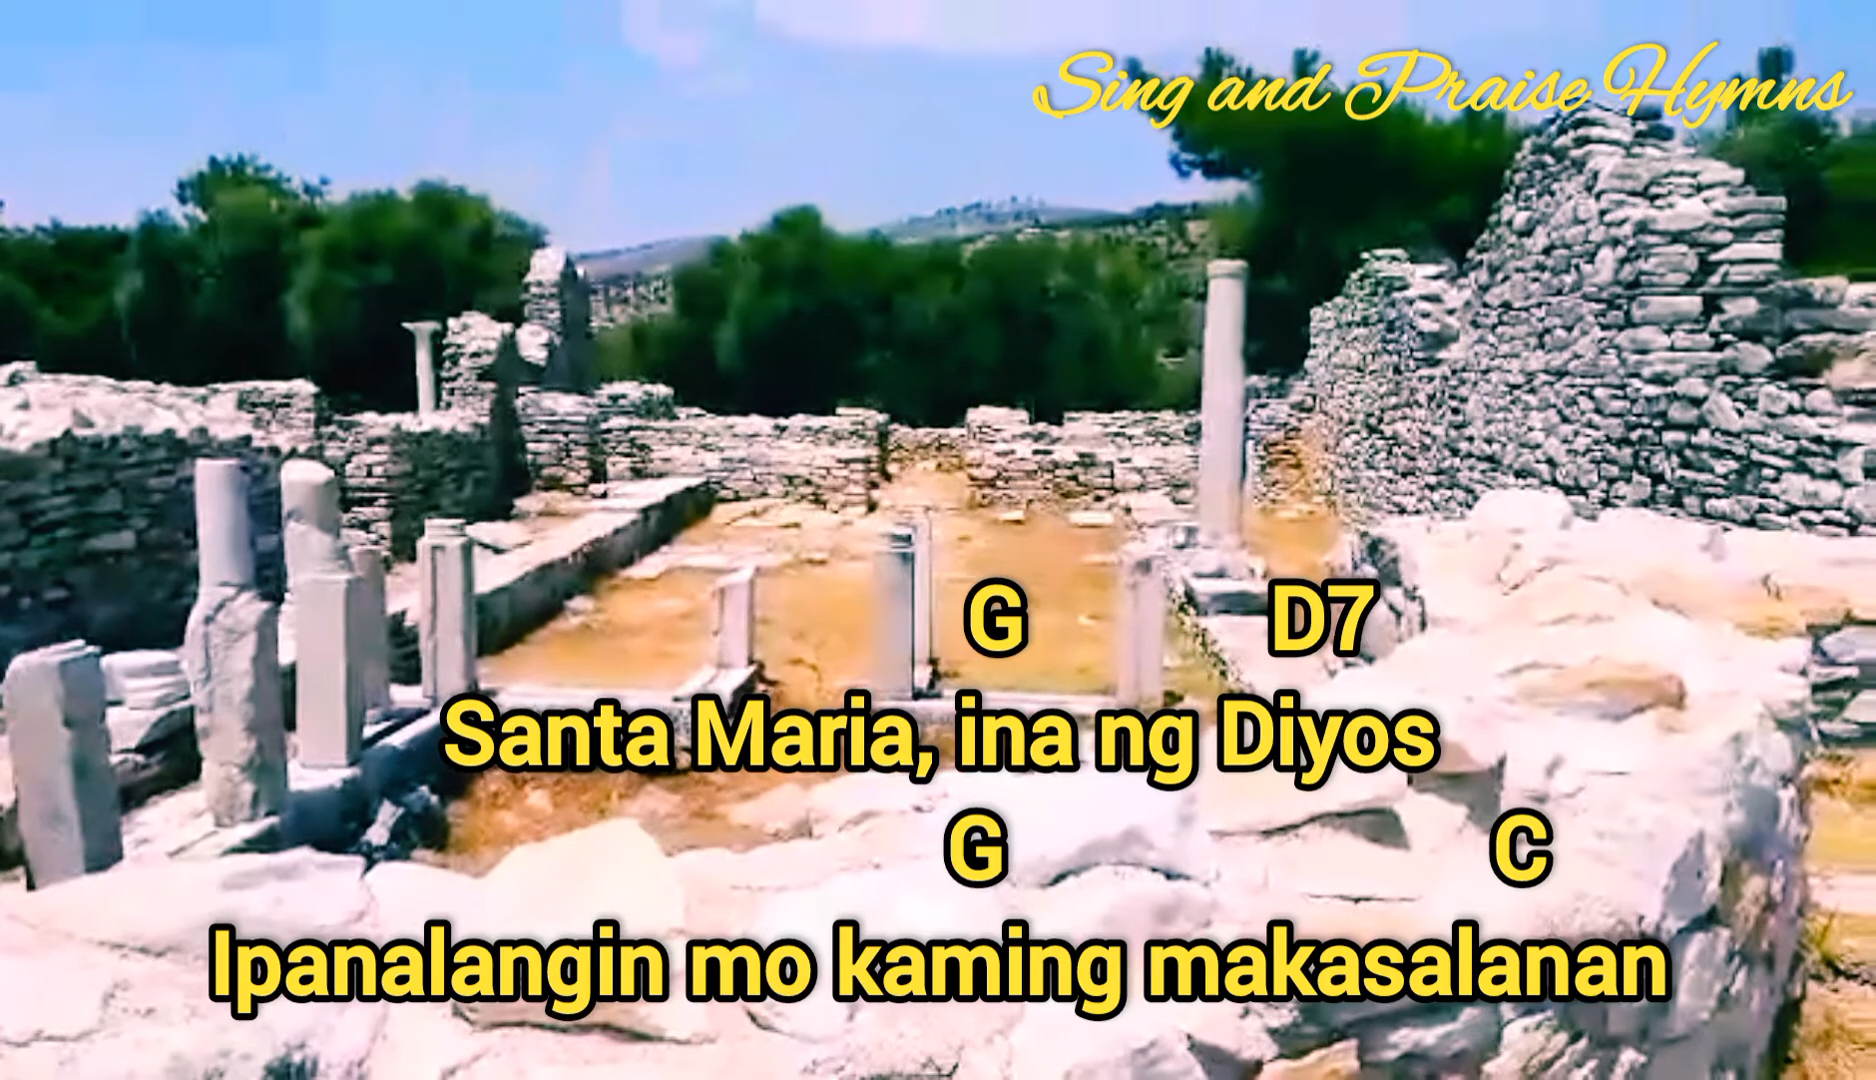 Sing and Praise Hymns
G D7
Santa Maria, ina ng Diyos
G C
Ipanalangin mo kaming makasalanan